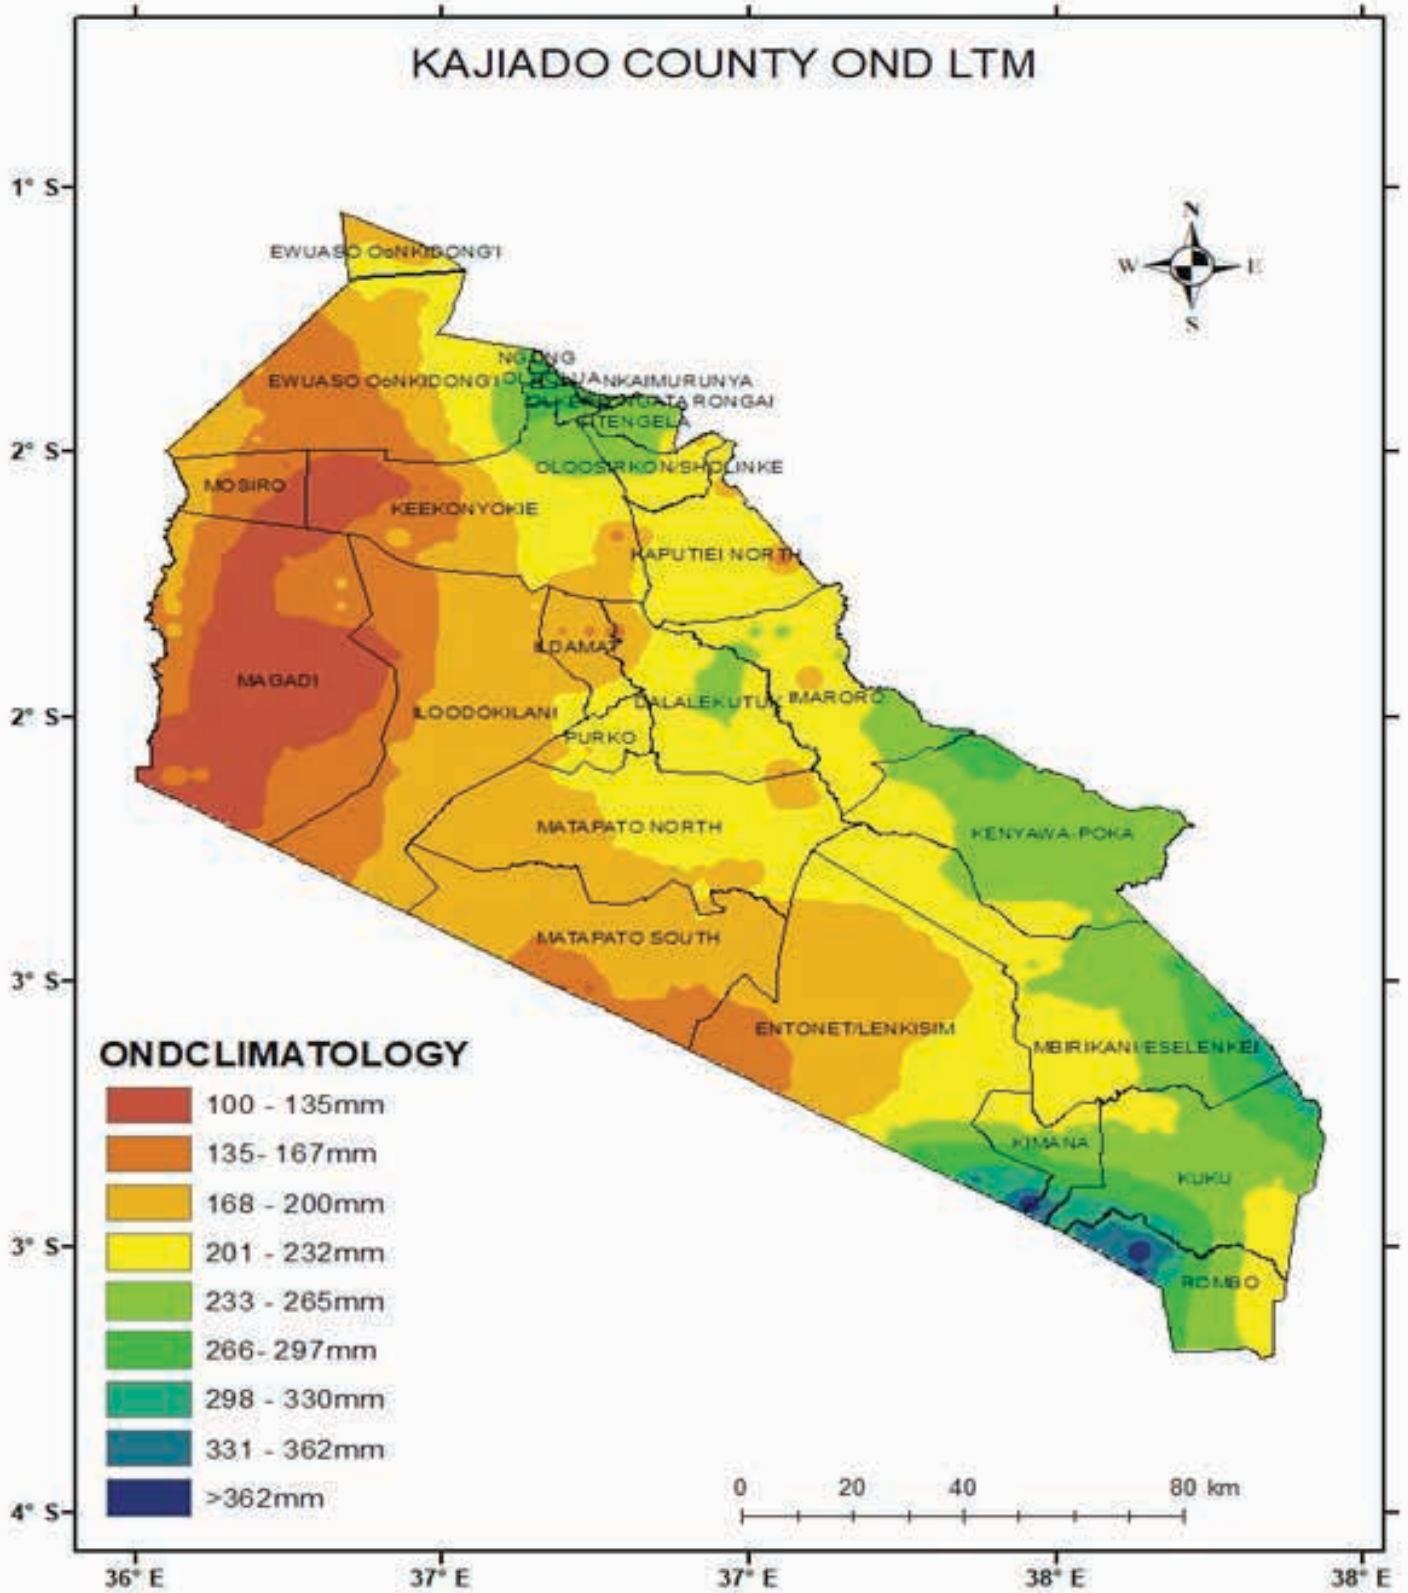 KAJIADO COUNTY OND LTM
1° S
N
W E
S
EWUASO OoNKIDONG'I
NGONG
EWUASO OoNKIDONG'I
NKAIMURUNYA
RONGAI
KITENGELA
2° S
OLOOSIRKON/SHOLINKE
MOSIRO
KEEKONYOKIE
KAPUTIEI NORTH
ILDAMAT
MAGADI
DALALEKUTUK
IMARORO
ILOODOKILANI
2° S
PURKO
MATAPATO NORTH
KENYAWA-POKA
MATAPATO SOUTH
3° S
ENTONET/LENKISIM
MBIRIKANI/ESELENKEI
ONDCLIMATOLOGY
100 - 135mm
135- 167mm
168 - 200mm
201 - 232mm
233 - 265mm
266- 297mm
298 - 330mm
331 - 362mm
>362mm
KIMANA
KUKU
3° S
ROMBO
0 20 40 80 km
4° S
36° E 37° E 37° E 38° E 38° E